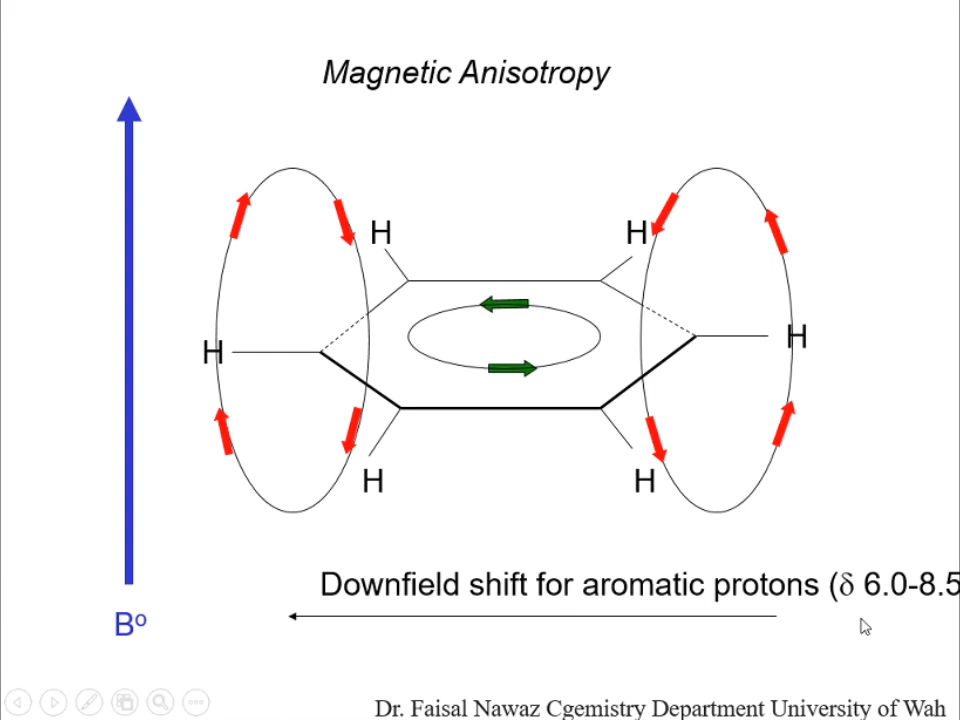 Magnetic Anisotropy
H H
H H
H H
Downfield shift for aromatic protons (δ 6.0-8.5
Bº
Dr. Faisal Nawaz Cgemistry Department University of Wah